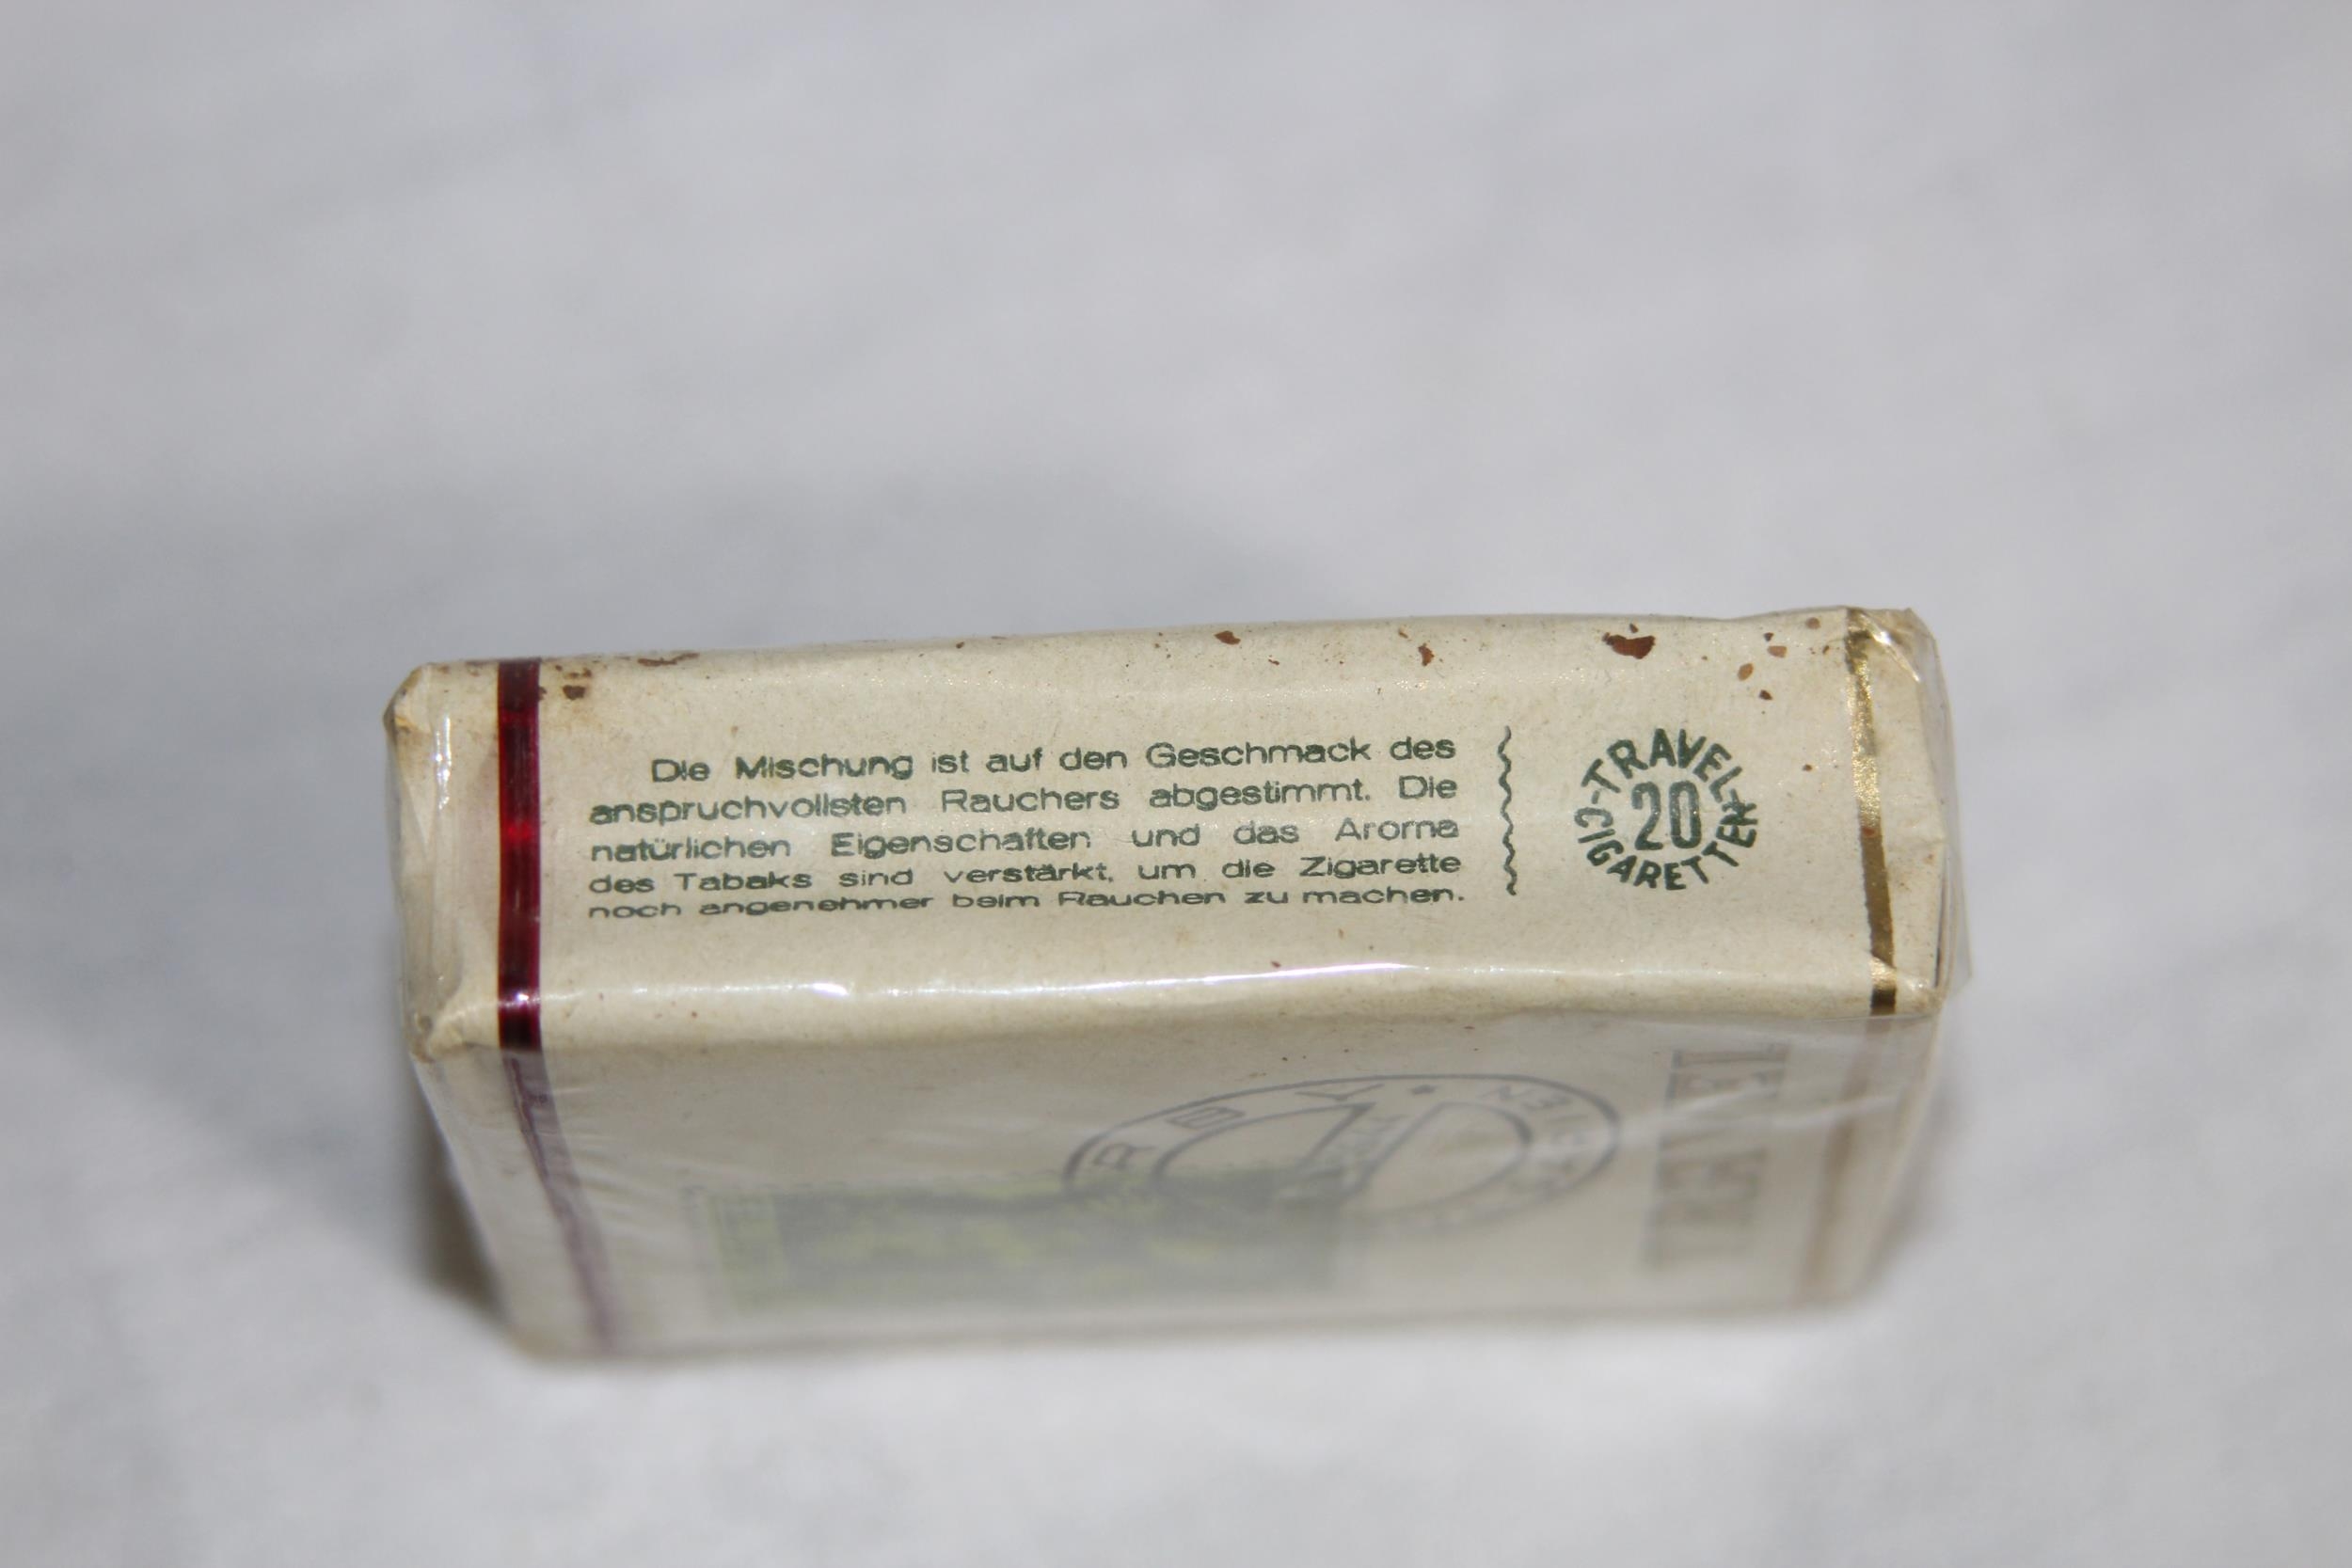 Die Mischung ist auf den Geschmack des
anspruchvollsten Rauchers abgestimmt. Die
natürlichen Eigenschaften und das Aroma
des Tabaks sind verstärkt, um die Zigarette
noch angenehmer beim Rauchen zu machen.
-TRAVEL-
20
CIGARETTEN